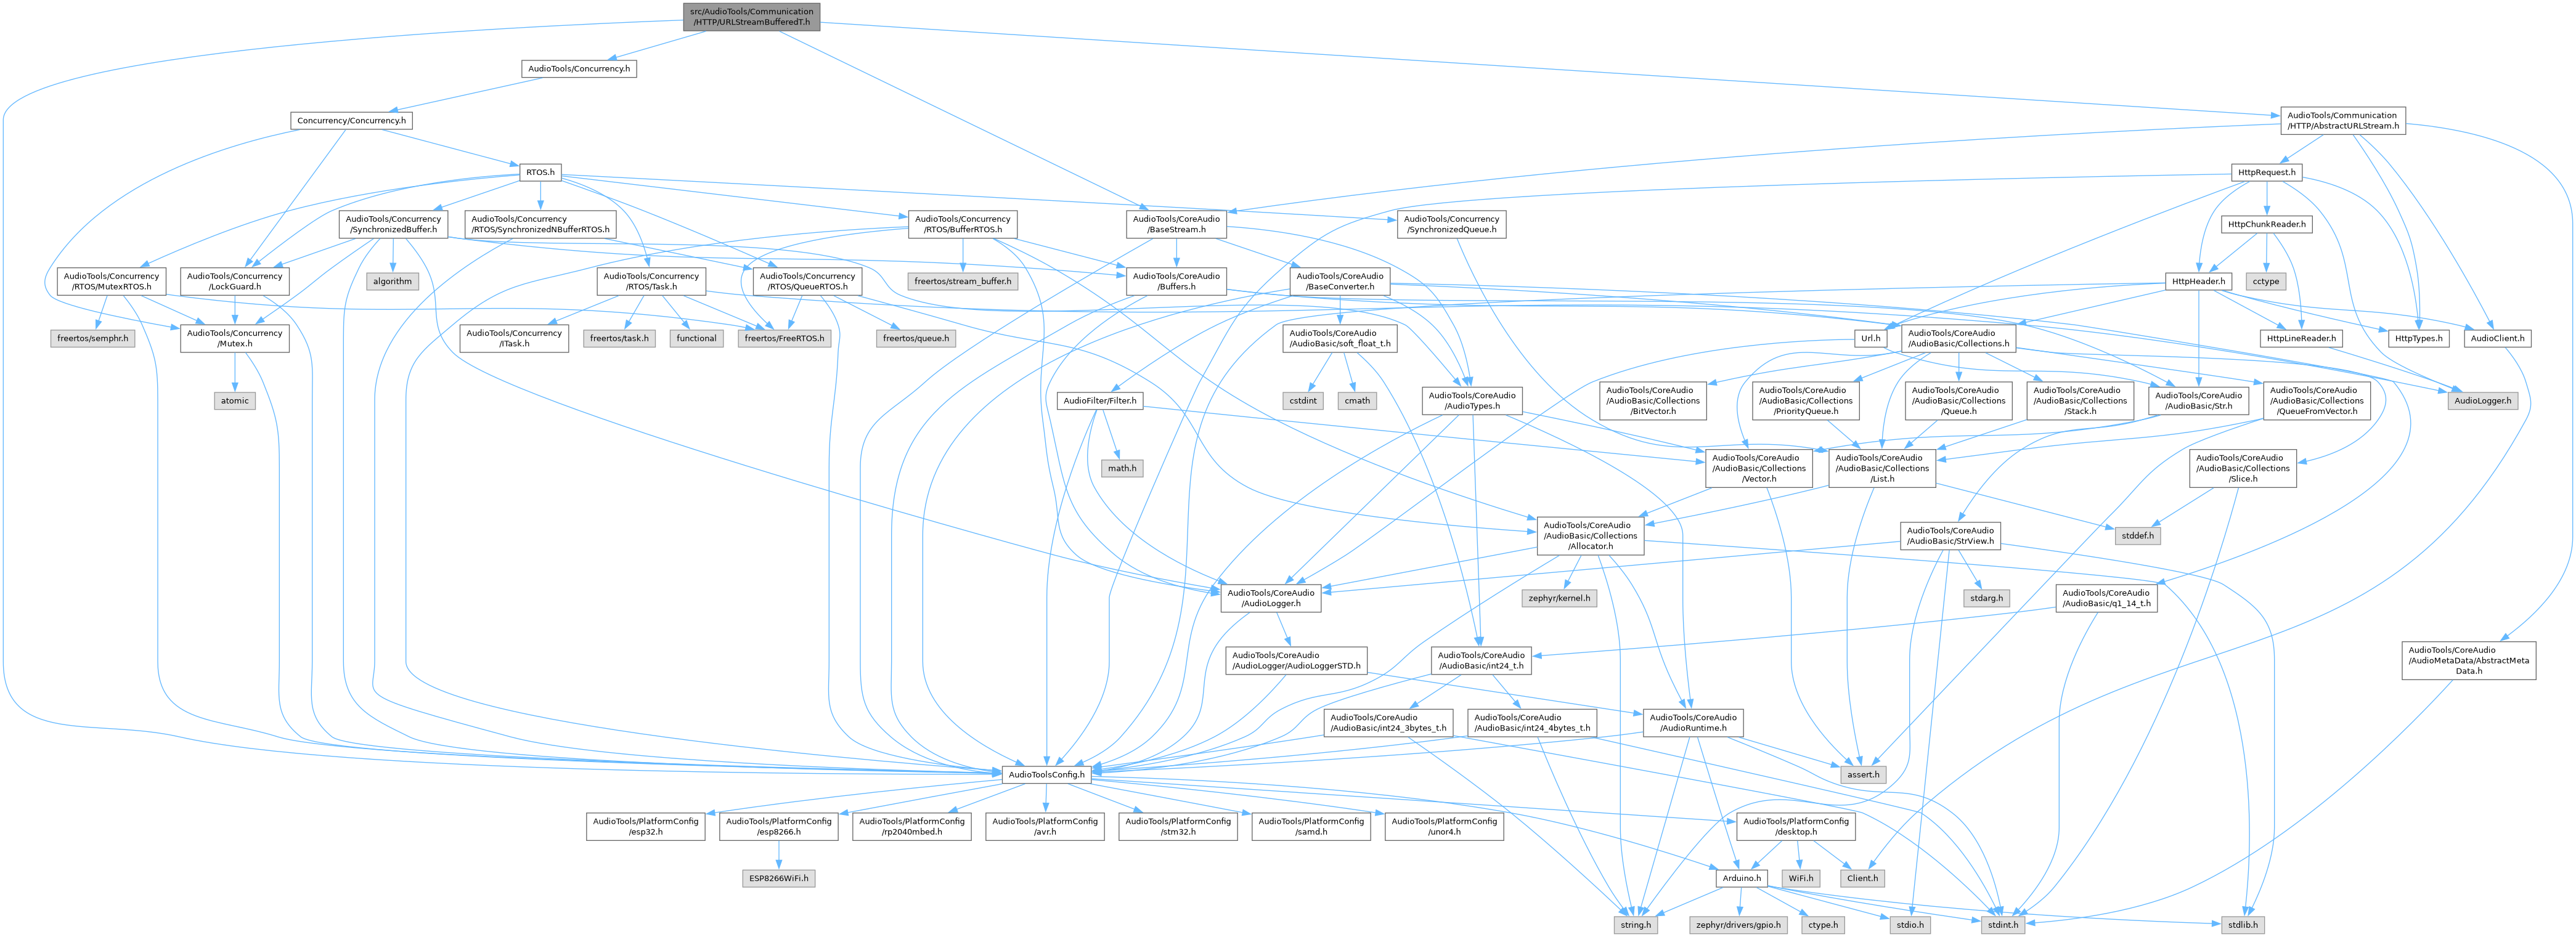 src/AudioTools/Communication
/HTTP/URLStreamBufferedT.h
AudioTools/Concurrency.h
Concurrency/Concurrency.h
AudioTools/Communication
/HTTP/AbstractURLStream.h
RTOS.h
HttpRequest.h
AudioTools/Concurrency
/SynchronizedBuffer.h
AudioTools/Concurrency
/RTOS/SynchronizedNBufferRTOS.h
AudioTools/Concurrency
/RTOS/BufferRTOS.h
AudioTools/CoreAudio
/BaseStream.h
AudioTools/Concurrency
/SynchronizedQueue.h
HttpChunkReader.h
AudioTools/Concurrency
/RTOS/MutexRTOS.h
AudioTools/Concurrency
/LockGuard.h
algorithm
AudioTools/Concurrency
/RTOS/Task.h
AudioTools/Concurrency
/RTOS/QueueRTOS.h
freertos/stream_buffer.h
AudioTools/CoreAudio
/Buffers.h
AudioTools/CoreAudio
/BaseConverter.h
HttpHeader.h
cctype
freertos/semphr.h
AudioTools/Concurrency
/Mutex.h
AudioTools/Concurrency
/ITask.h
freertos/task.h
functional
freertos/FreeRTOS.h
freertos/queue.h
AudioTools/CoreAudio
/AudioBasic/soft_float_t.h
Url.h
AudioTools/CoreAudio
/AudioBasic/Collections.h
HttpLineReader.h
HttpTypes.h
AudioClient.h
atomic
AudioFilter/Filter.h
cstdint
cmath
AudioTools/CoreAudio
/AudioTypes.h
AudioTools/CoreAudio
/AudioBasic/Collections
/BitVector.h
AudioTools/CoreAudio
/AudioBasic/Collections
/PriorityQueue.h
AudioTools/CoreAudio
/AudioBasic/Collections
/Queue.h
AudioTools/CoreAudio
/AudioBasic/Collections
/Stack.h
AudioTools/CoreAudio
/AudioBasic/Str.h
AudioTools/CoreAudio
/AudioBasic/Collections
/QueueFromVector.h
AudioLogger.h
math.h
AudioTools/CoreAudio
/AudioBasic/Collections
/Vector.h
AudioTools/CoreAudio
/AudioBasic/Collections
/List.h
AudioTools/CoreAudio
/AudioBasic/Collections
/Slice.h
AudioTools/CoreAudio
/AudioBasic/Collections
/Allocator.h
AudioTools/CoreAudio
/AudioBasic/StrView.h
stddef.h
AudioTools/CoreAudio
/AudioLogger.h
zephyr/kernel.h
stdarg.h
AudioTools/CoreAudio
/AudioBasic/q1_14_t.h
AudioTools/CoreAudio
/AudioLogger/AudioLoggerSTD.h
AudioTools/CoreAudio
/AudioBasic/int24_t.h
AudioTools/CoreAudio
/AudioMetaData/AbstractMeta
Data.h
AudioTools/CoreAudio
/AudioBasic/int24_3bytes_t.h
AudioTools/CoreAudio
/AudioBasic/int24_4bytes_t.h
AudioTools/CoreAudio
/AudioRuntime.h
AudioToolsConfig.h
assert.h
AudioTools/PlatformConfig
/esp32.h
AudioTools/PlatformConfig
/esp8266.h
AudioTools/PlatformConfig
/rp2040mbed.h
AudioTools/PlatformConfig
/avr.h
AudioTools/PlatformConfig
/stm32.h
AudioTools/PlatformConfig
/samd.h
AudioTools/PlatformConfig
/unor4.h
AudioTools/PlatformConfig
/desktop.h
ESP8266WiFi.h
Arduino.h
WiFi.h
Client.h
string.h
zephyr/drivers/gpio.h
ctype.h
stdio.h
stdint.h
stdlib.h